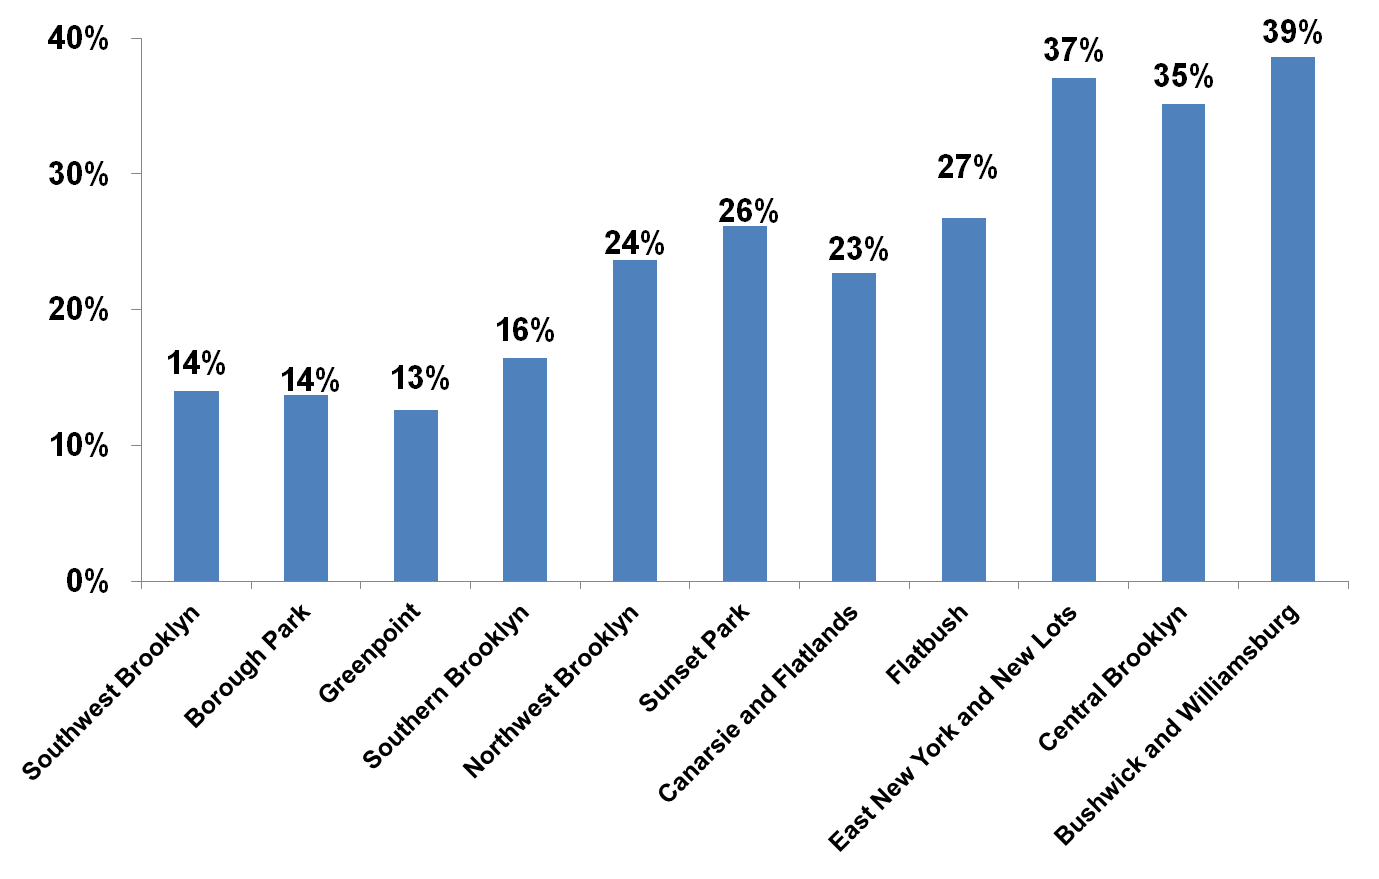 40%
30%
20%
10%
0%
14%
14%
13%
16%
24%
26%
23%
27%
37%
35%
39%
Southwest Brooklyn
Borough Park
Greenpoint
Southern Brooklyn
Northwest Brooklyn
Sunset Park
Canarsie and Flatlands
Flatbush
East New York and New Lots
Central Brooklyn
Bushwick and Williamsburg